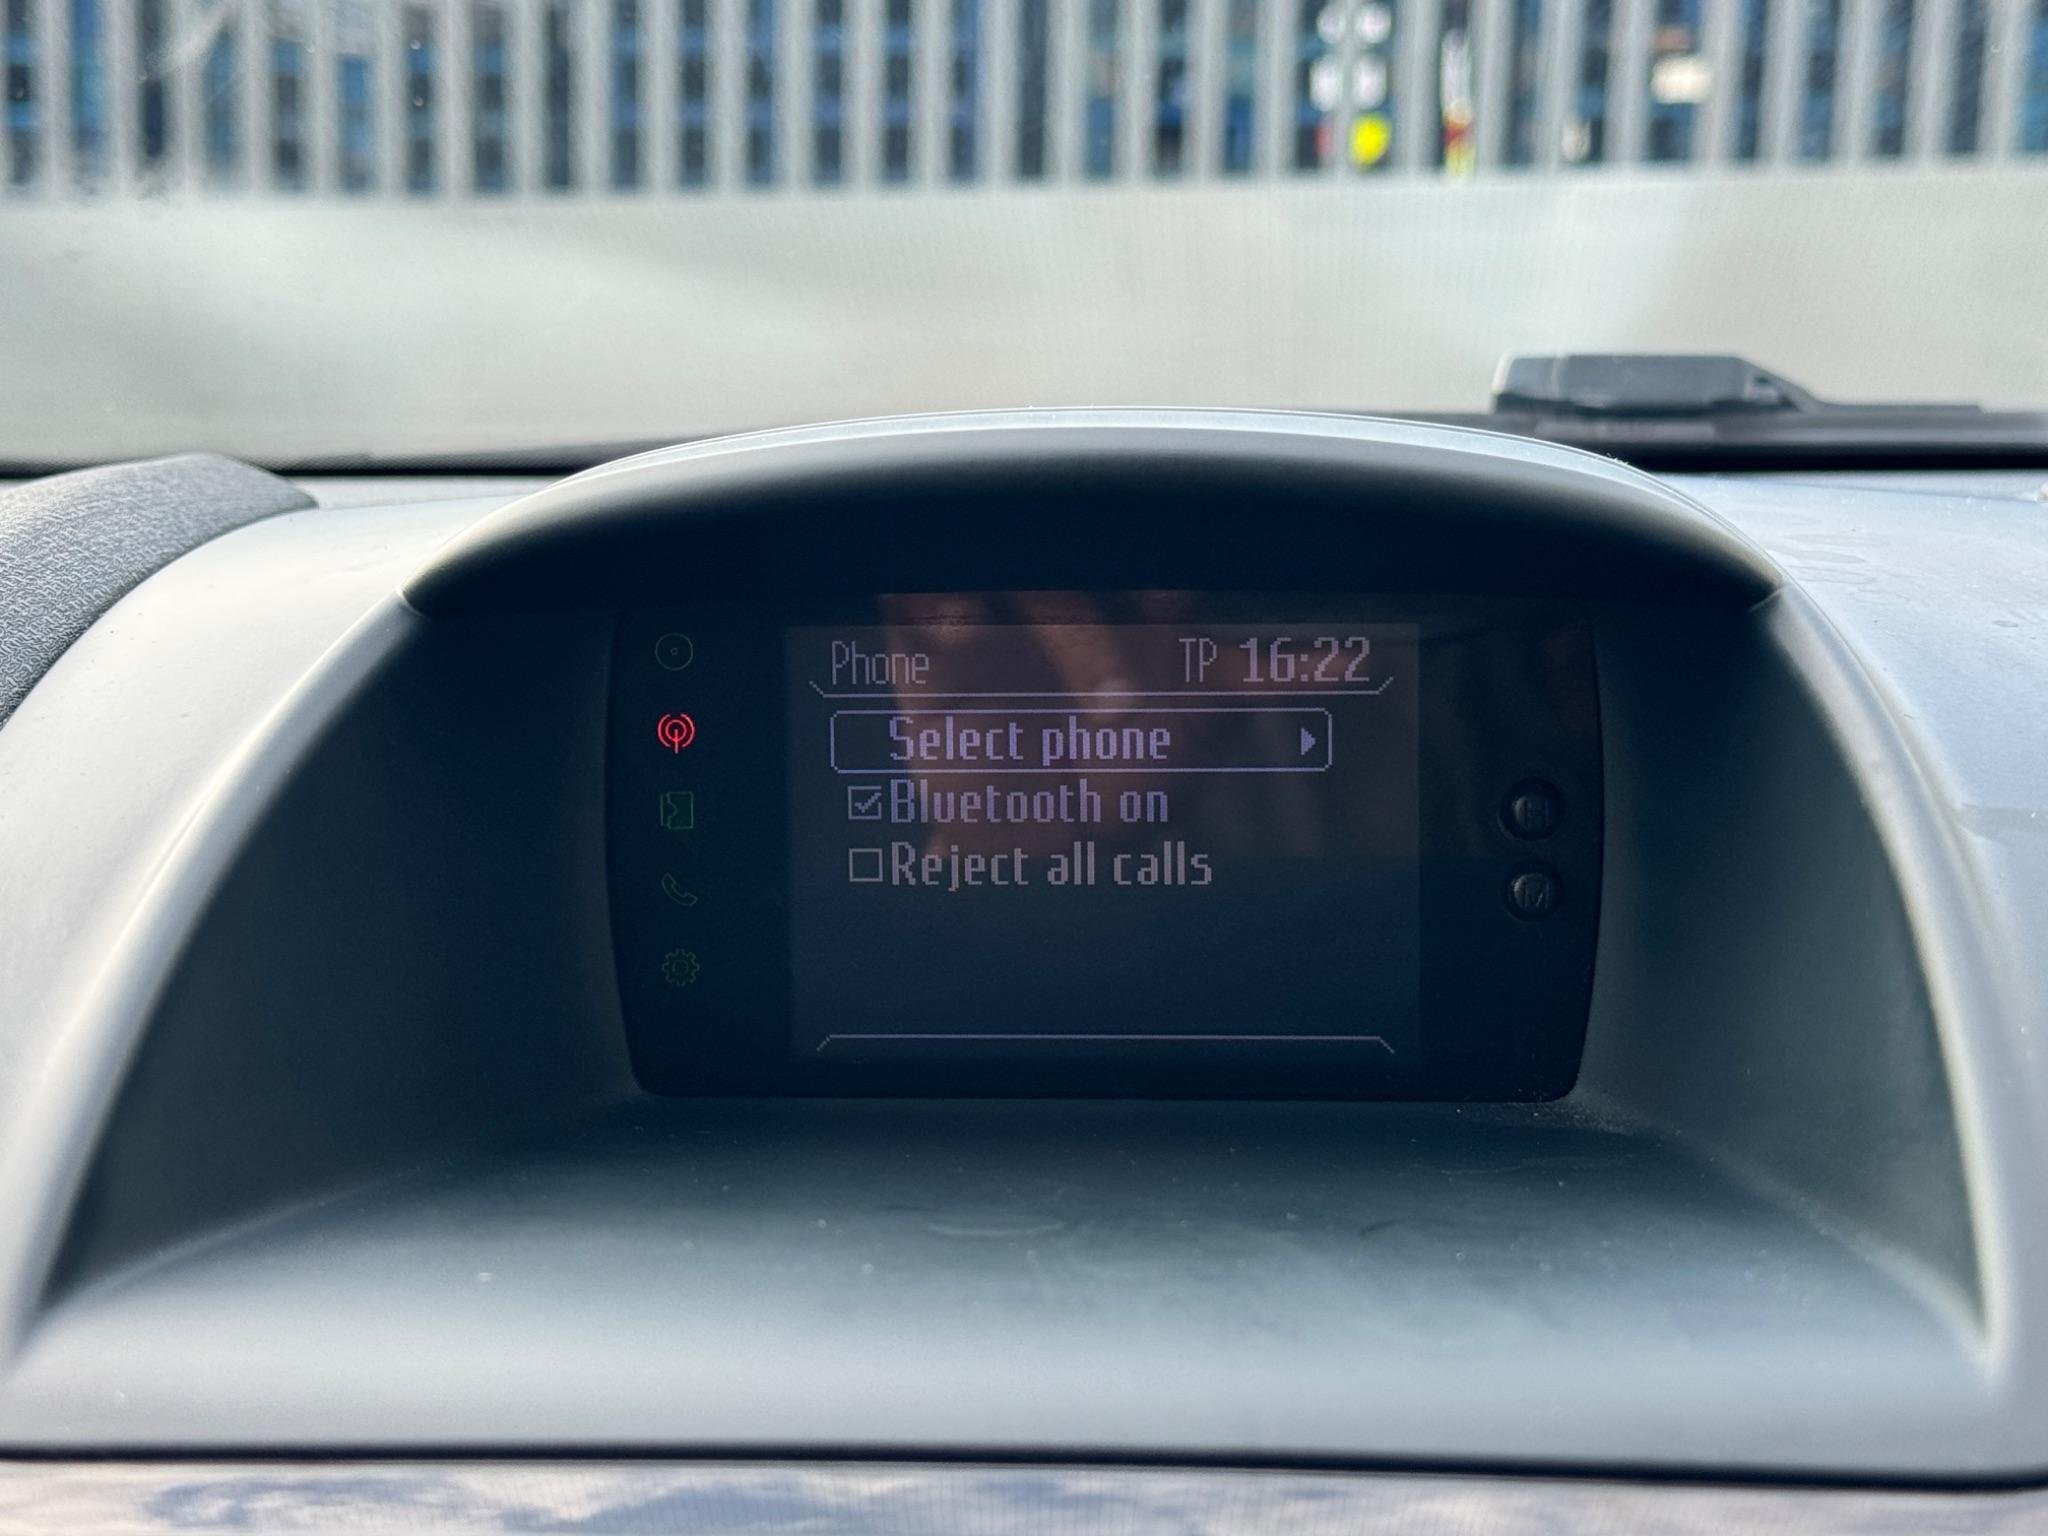 Phone TP 16:22
Select phone
Bluetooth on
Reject all calls
H
M